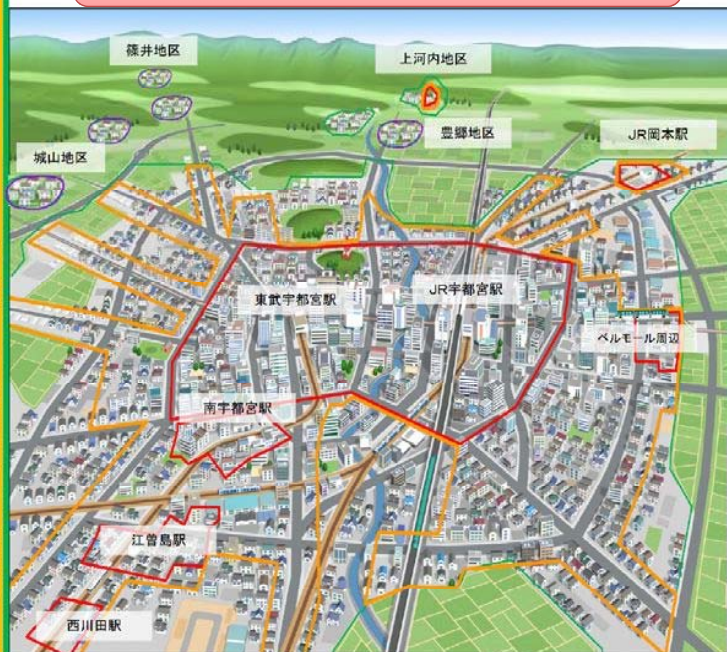 篠井地区
上河内地区
豊郷地区
JR岡本駅
城山地区
東武宇都宮駅
JR宇都宮駅
ベルモール周辺
南宇都宮駅
江曽島駅
西川田駅